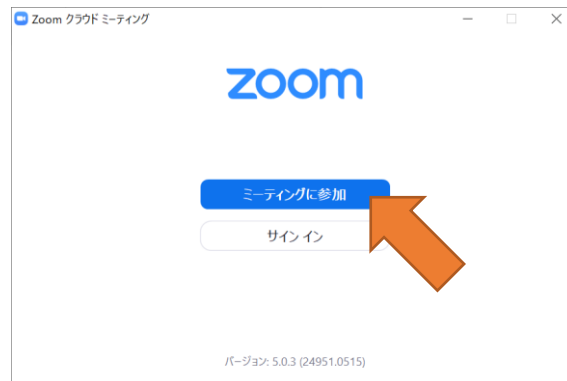 Zoom クラウド ミーティング
zoom
ミーティングに参加
サイン イン
バージョン: 5.0.3 (24951.0515)